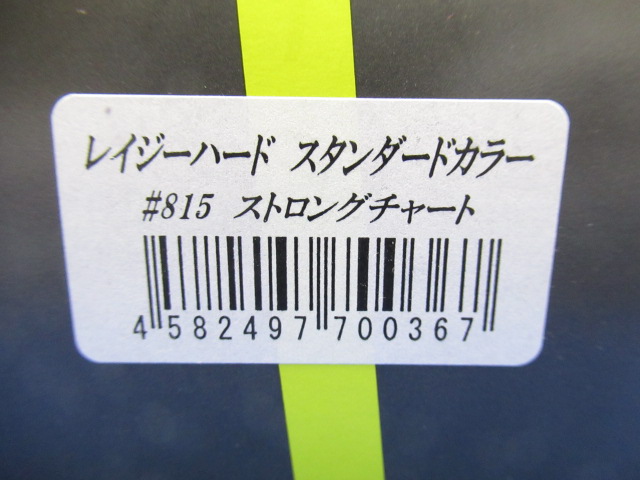 レイジーハード スタンダードカラー
#815 ストロングチャート
4 582497 700367